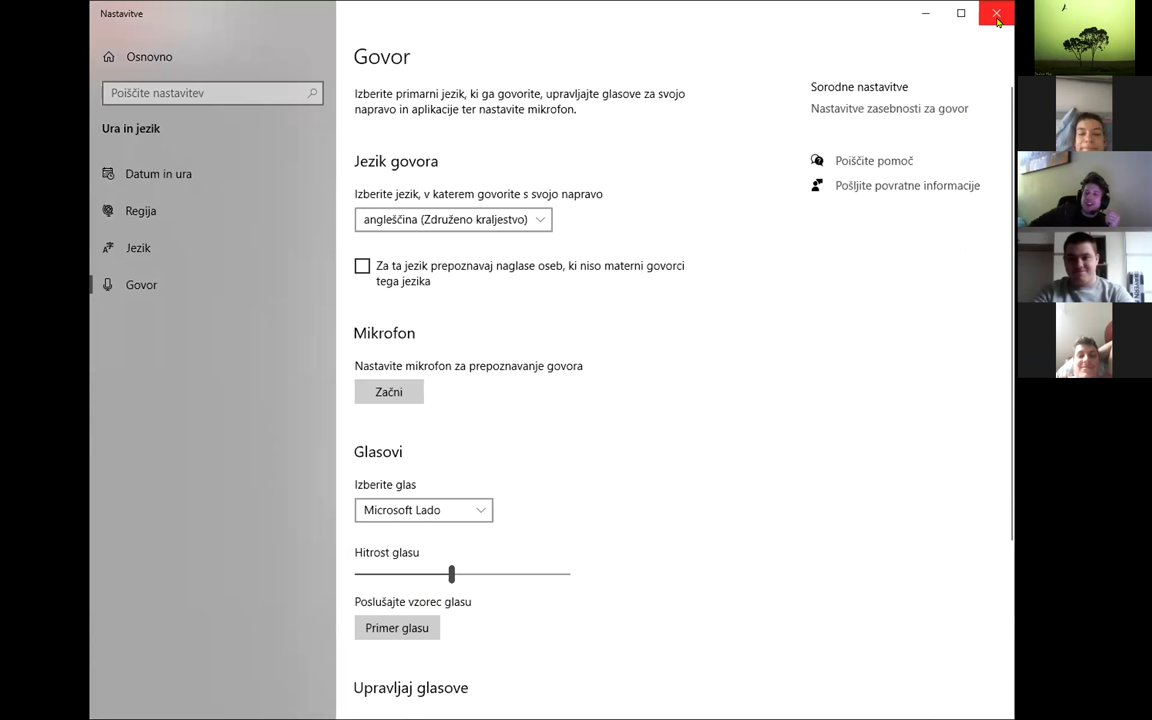 Nastavitve
Osnovno
Poiščite nastavitev
Ura in jezik
Datum in ura
Regija
Jezik
Govor
Govor
Izberite primarni jezik, ki ga govorite, upravljajte glasove za svojo
napravo in aplikacije ter nastavite mikrofon.
Jezik govora
Izberite jezik, v katerem govorite s svojo napravo
angleščina (Združeno kraljestvo)
Za ta jezik prepoznavaj naglase oseb, ki niso materni govorci
tega jezika
Mikrofon
Nastavite mikrofon za prepoznavanje govora
Začni
Glasovi
Izberite glas
Microsoft Lado
Hitrost glasu
Poslušajte vzorec glasu
Primer glasu
Upravljaj glasove
Sorodne nastavitve
Nastavitve zasebnosti za govor
Poiščite pomoč
Pošljite povratne informacije